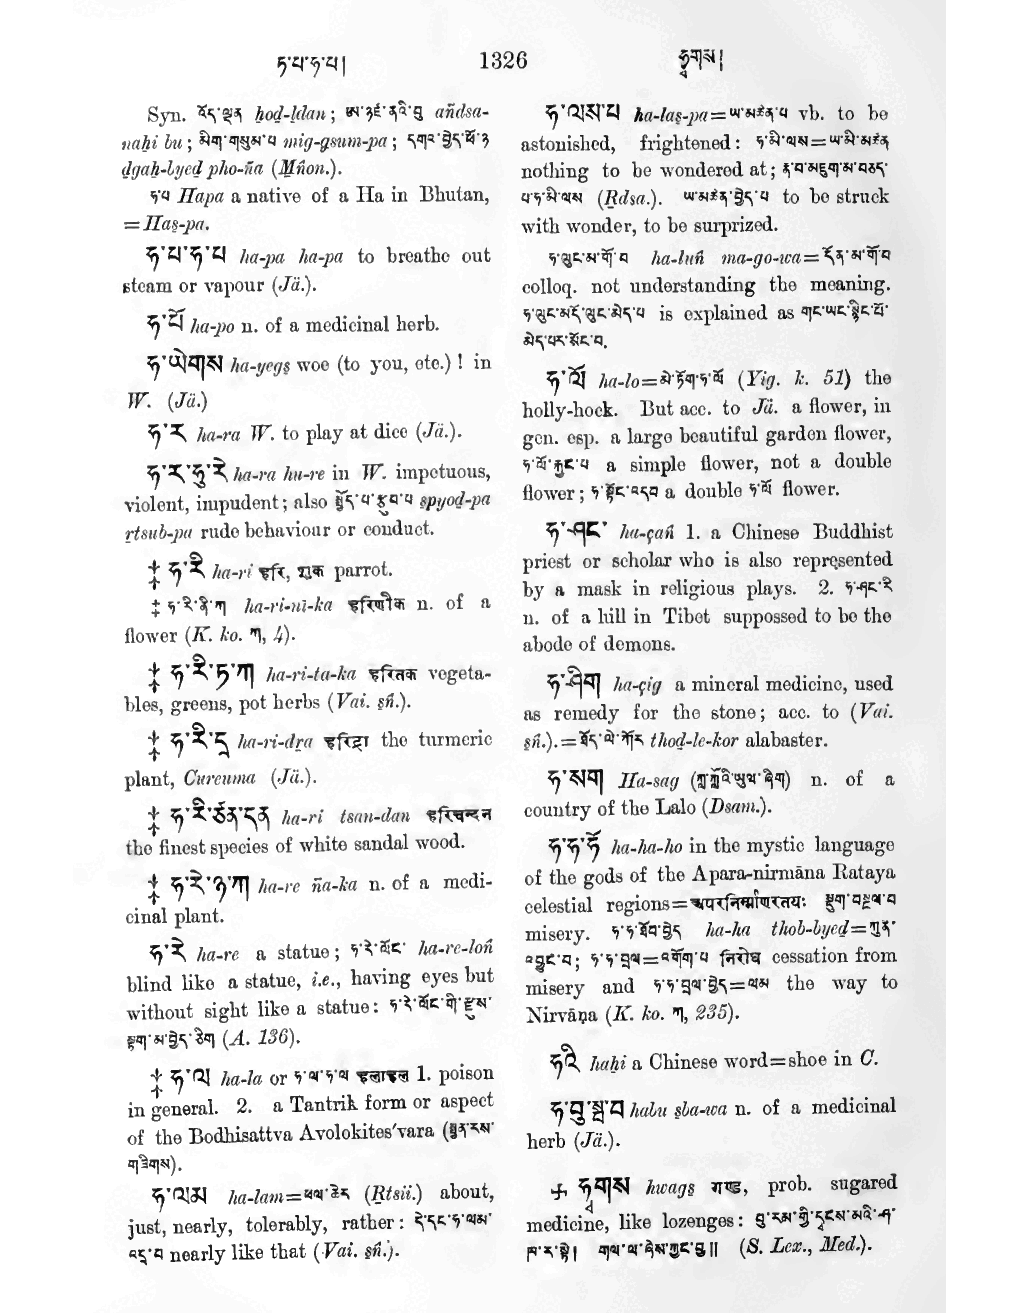 ཧ་པ་ཧ་པ། 1326 ཧྭགས།
Syn. འོད་ལྡན ḥod-ldan; añdsa-
naḥi bu; མིག་གསུམ་པ mig-gsum-pa; དགའ་བྱེད་ཕོ་ཉ
dgaḥ-byed pho-ña (Mñon.).
ཧ་པ Hapa a native of a Ha in Bhutan,
=Has-pa.
ཧ་པ་ཧ་པ ha-pa ha-pa to breathe out
steam or vapour (Jä.).
ཧ་པོ ha-po n. of a medicinal herb.
ཧ་ཡེགས ha-yegs woe (to you, etc.)! in
W. (Jä.)
ཧ་ར ha-ra W. to play at dice (Jä.).
ཧ་ར་ཧུ་རེ ha-ra hu-re in W. impetuous,
violent, impudent; also སྤྱོད་པ་རྩུབ་པ spyod-pa
rtsub-pa rude behaviour or conduct.
‡ ཧ་རི ha-ri हरि, शुक parrot.
‡ ཧ་རི་ནི་ཀ ha-ri-ni-ka हरिणीक n. of a
flower (K. ko. ཀ, 4).
‡ ཧ་རི་ཏ་ཀ ha-ri-ta-ka हरितक vegeta-
bles, greens, pot herbs (Vai. sñ.).
‡ ཧ་རི་དྲ ha-ri-dra हरिद्रा the turmeric
plant, Curcuma (Jä.).
‡ ཧ་རི་ཙན་དན ha-ri tsan-dan हरिचन्दन
the finest species of white sandal wood.
‡ ཧ་རེ་ཉ་ཀ ha-re ña-ka n. of a medi-
cinal plant.
ཧ་རེ ha-re a statue; ཧ་རེ་ལོང་ ha-re-loṅ
blind like a statue, i.e., having eyes but
without sight like a statue: ཧ་རེ་ལོང་གི་རྫུས་
ལྟག་མ་བྱེད་ཅིག (A. 136).
‡ ཧ་ལ ha-la or ཧ་ལ་ཧ་ལ हलाहल 1. poison
in general. 2. a Tantrik form or aspect
of the Bodhisattva Avolokites'vara (སྤྱན་རས་
གཟིགས).
ཧ་ལམ ha-lam=ཕལ་ཆེར (Rtsii.) about,
just, nearly, tolerably, rather: དེ་དང་ཧ་ལམ་
འདྲ་བ nearly like that (Vai. sñ.).
ཧ་ལས་པ ha-las-pa=ཡ་མཚན་པ vb. to be
astonished, frightened: ཧ་མི་ལས=ཡ་མི་མཚན
nothing to be wondered at;
པ་ཧ་མི་ལས (Rdsa.). ཡ་མཚན་བྱེད་པ to be struck
with wonder, to be surprized.
ཧ་ལུང་མ་གོ་བ ha-luṅ ma-go-wa=དོན་མ་གོ་བ
colloq. not understanding the meaning.
ཧ་ལུང་མདོ་ལུང་མེད་པ is explained as གང་ཡང་སྙིང་པོ་
མེད་པར་སོང་བ.
ཧ་ལོ ha-lo=མེ་ཏོག་ཧ་ལོ (Yig. k. 51) the
holly-hock. But acc. to Jä. a flower, in
gen. esp. a large beautiful garden flower,
ཧ་ལོ་རྐྱང་པ a simple flower, not a double
flower; ཧ་སྟོང་འདབ a double ཧ་ལོ flower.
ཧ་ཤང་ ha-çaṅ 1. a Chinese Buddhist
priest or scholar who is also represented
by a mask in religious plays. 2. ཧ་ཤང་རི
n. of a hill in Tibet suppossed to be the
abode of demons.
ཧ་ཤིག ha-çig a mineral medicine, used
as remedy for the stone; acc. to (Vai.
sñ.).=ཐོད་ལེ་ཀོར thod-le-kor alabaster.
ཧ་སག Ha-sag (ཀླ་ཀློའི་ཡུལ་ཞིག) n. of a
country of the Lalo (Dsam.).
ཧ་ཧ་ཧོ ha-ha-ho in the mystic language
of the gods of the Apara-nirmāna Rataya
celestial regions=अपरनिर्म्माणरतयः སྡུག་བསྔལ་བ
misery. ཧ་ཧ་ཐོབ་བྱེད ha-ha thob-byed=ཀུན་
འབྱུང་བ; ཧ་ཧ་བྲལ=འགོག་པ निरोध cessation from
misery and ཧ་ཧ་བྲལ་བྱེད=ལམ the way to
Nirvāṇa (K. ko. ཀ, 235).
ཧའི haḥi a Chinese word=shoe in C.
ཧ་བུ་སྦ་བ habu sba-wa n. of a medicinal
herb (Jä.).
+ ཧྭགས hwags गण्ड, prob. sugared
medicine, like lozenges: བུ་རམ་གྱི་དྭངས་མའི་ཤ་
ཁ་ར་སྟེ། གལ་ལ་ཞེས་ཀྱང་བྱ༎ (S. Lex., Med.).